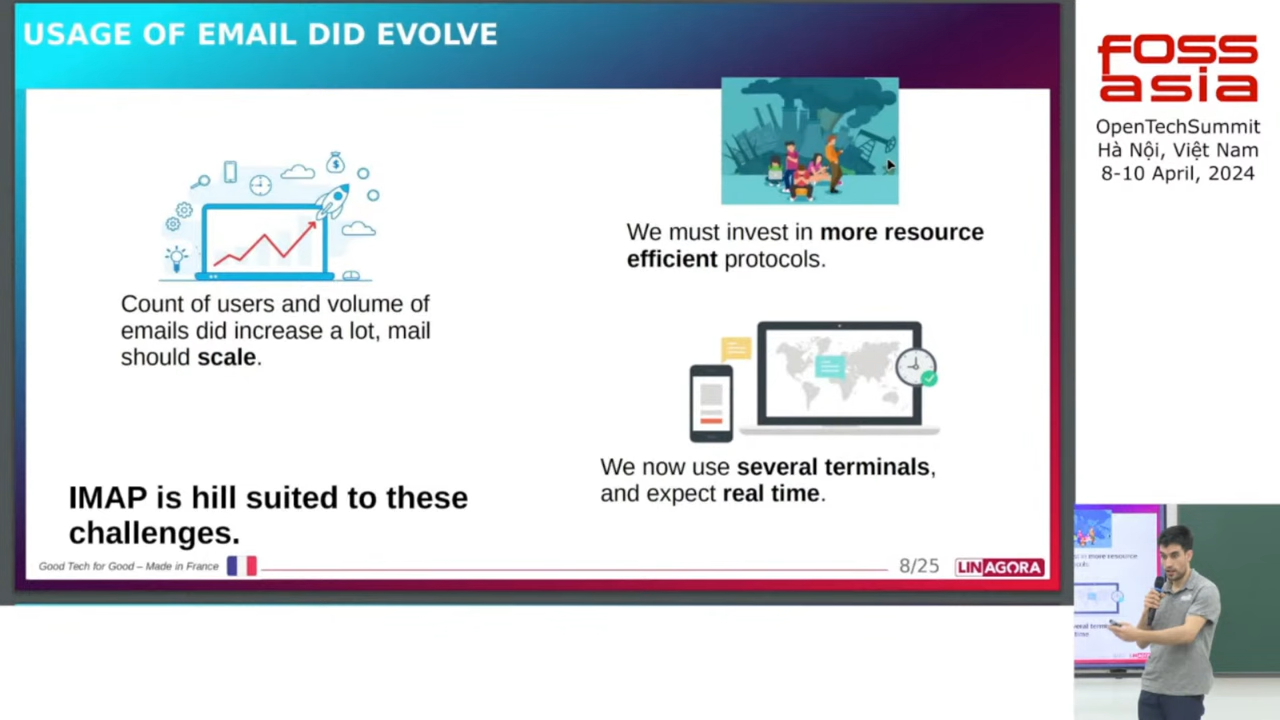 USAGE OF EMAIL DID EVOLVE
Count of users and volume of
emails did increase a lot, mail
should scale.
We must invest in more resource
efficient protocols.
We now use several terminals,
and expect real time.
IMAP is hill suited to these
challenges.
Good Tech for Good – Made in France
8/25
LINAGORA
FOSS
asia
OpenTechSummit
Hà Nội, Việt Nam
8-10 April, 2024